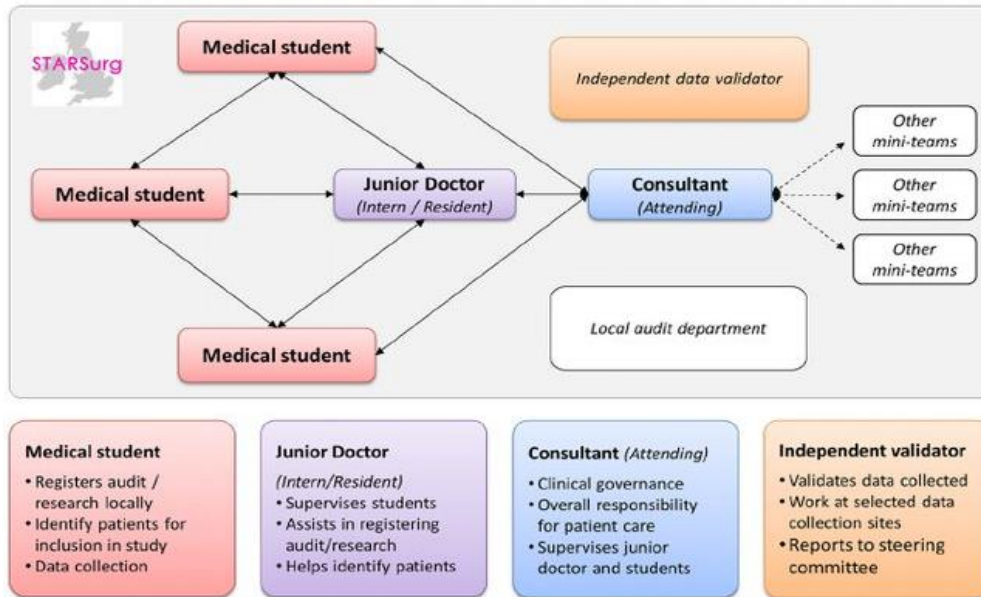 STARSurg
Medical student
Independent data validator
Other
mini-teams
Medical student
Junior Doctor
(Intern / Resident)
Consultant
(Attending)
Other
mini-teams
Other
mini-teams
Medical student
Local audit department
Medical student
• Registers audit /
research locally
• Identify patients for
inclusion in study
• Data collection
Junior Doctor
(Intern/Resident)
• Supervises students
• Assists in registering
audit/research
• Helps identify patients
Consultant (Attending)
• Clinical governance
• Overall responsibility
for patient care
• Supervises junior
doctor and students
Independent validator
• Validates data collected
• Work at selected data
collection sites
• Reports to steering
committee